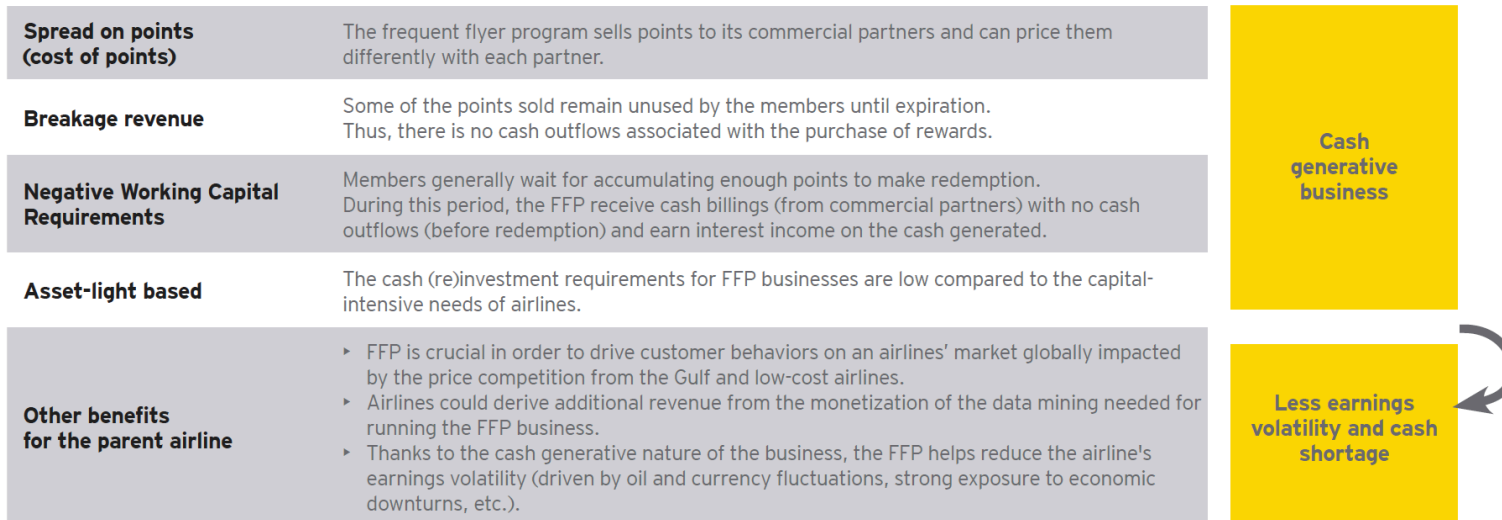 Spread on points
(cost of points)
The frequent flyer program sells points to its commercial partners and can price them
differently with each partner.
Breakage revenue
Some of the points sold remain unused by the members until expiration.
Thus, there is no cash outflows associated with the purchase of rewards.
Negative Working Capital
Requirements
Members generally wait for accumulating enough points to make redemption.
During this period, the FFP receive cash billings (from commercial partners) with no cash
outflows (before redemption) and earn interest income on the cash generated.
Asset-light based
The cash (re)investment requirements for FFP businesses are low compared to the capital-
intensive needs of airlines.
Cash
generative
business
Other benefits
for the parent airline
‣ FFP is crucial in order to drive customer behaviors on an airlines' market globally impacted
by the price competition from the Gulf and low-cost airlines.
‣ Airlines could derive additional revenue from the monetization of the data mining needed for
running the FFP business.
‣ Thanks to the cash generative nature of the business, the FFP helps reduce the airline's
earnings volatility (driven by oil and currency fluctuations, strong exposure to economic
downturns, etc.).
Less earnings
volatility and cash
shortage